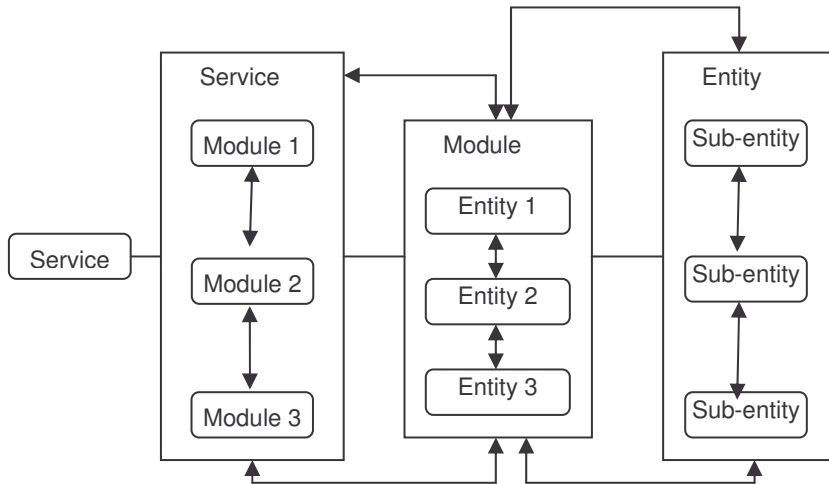 Service
Service
Module 1
Module 2
Module 3
Module
Entity 1
Entity 2
Entity 3
Entity
Sub-entity
Sub-entity
Sub-entity